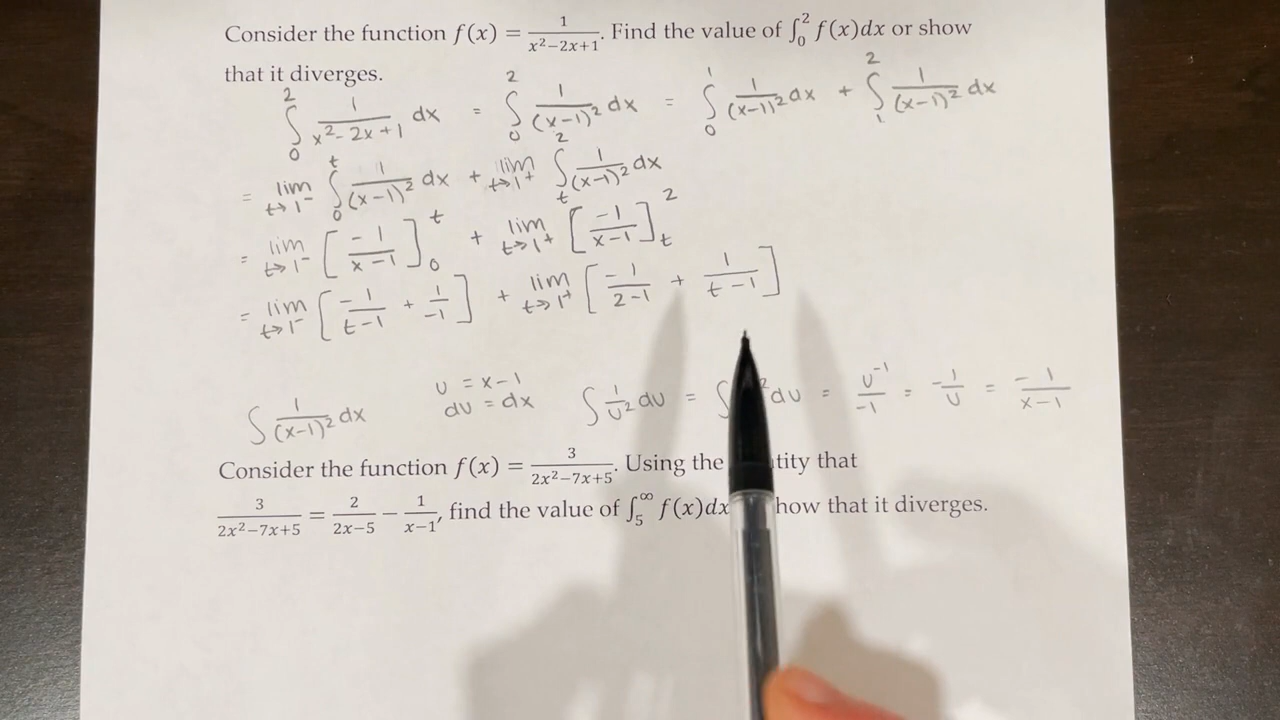 Consider the function f(x) = 1/(x²−2x+1). Find the value of ∫₀² f(x)dx or show
that it diverges.
∫₀² 1/(x²-2x+1) dx = ∫₀² 1/(x-1)² dx = ∫₀¹ 1/(x-1)² dx + ∫₁² 1/(x-1)² dx
= lim t→1⁻ ∫₀ᵗ 1/(x-1)² dx + lim t→1⁺ ∫ₜ² 1/(x-1)² dx
= lim t→1⁻ [-1/(x-1)]₀ᵗ + lim t→1⁺ [-1/(x-1)]ₜ²
= lim t→1⁻ [-1/(t-1) + 1/-1] + lim t→1⁺ [-1/(2-1) + 1/(t-1)]
∫ 1/(x-1)² dx u = x-1 ∫ 1/u² du = ∫ du = u⁻¹/-1 = -1/u = -1/(x-1)
du = dx
Consider the function f(x) = 3/(2x²−7x+5). Using the that
3/(2x²−7x+5) = 2/(2x−5) − 1/(x−1), find the value of ∫₅^∞ f(x)dx that it diverges.